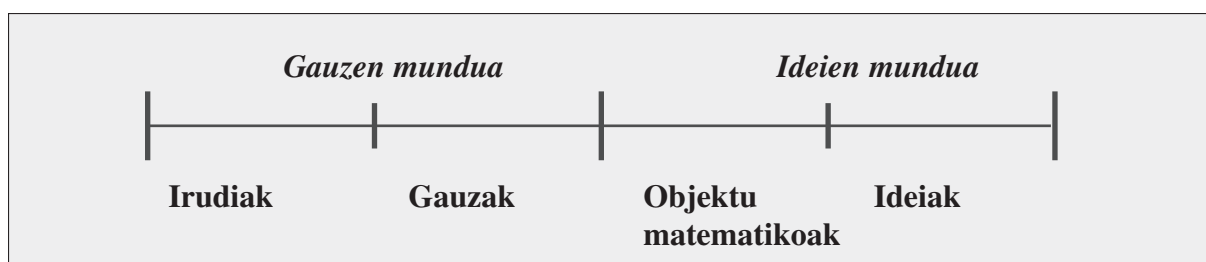 Gauzen mundua Ideien mundua
Irudiak Gauzak Objektu matematikoak Ideiak